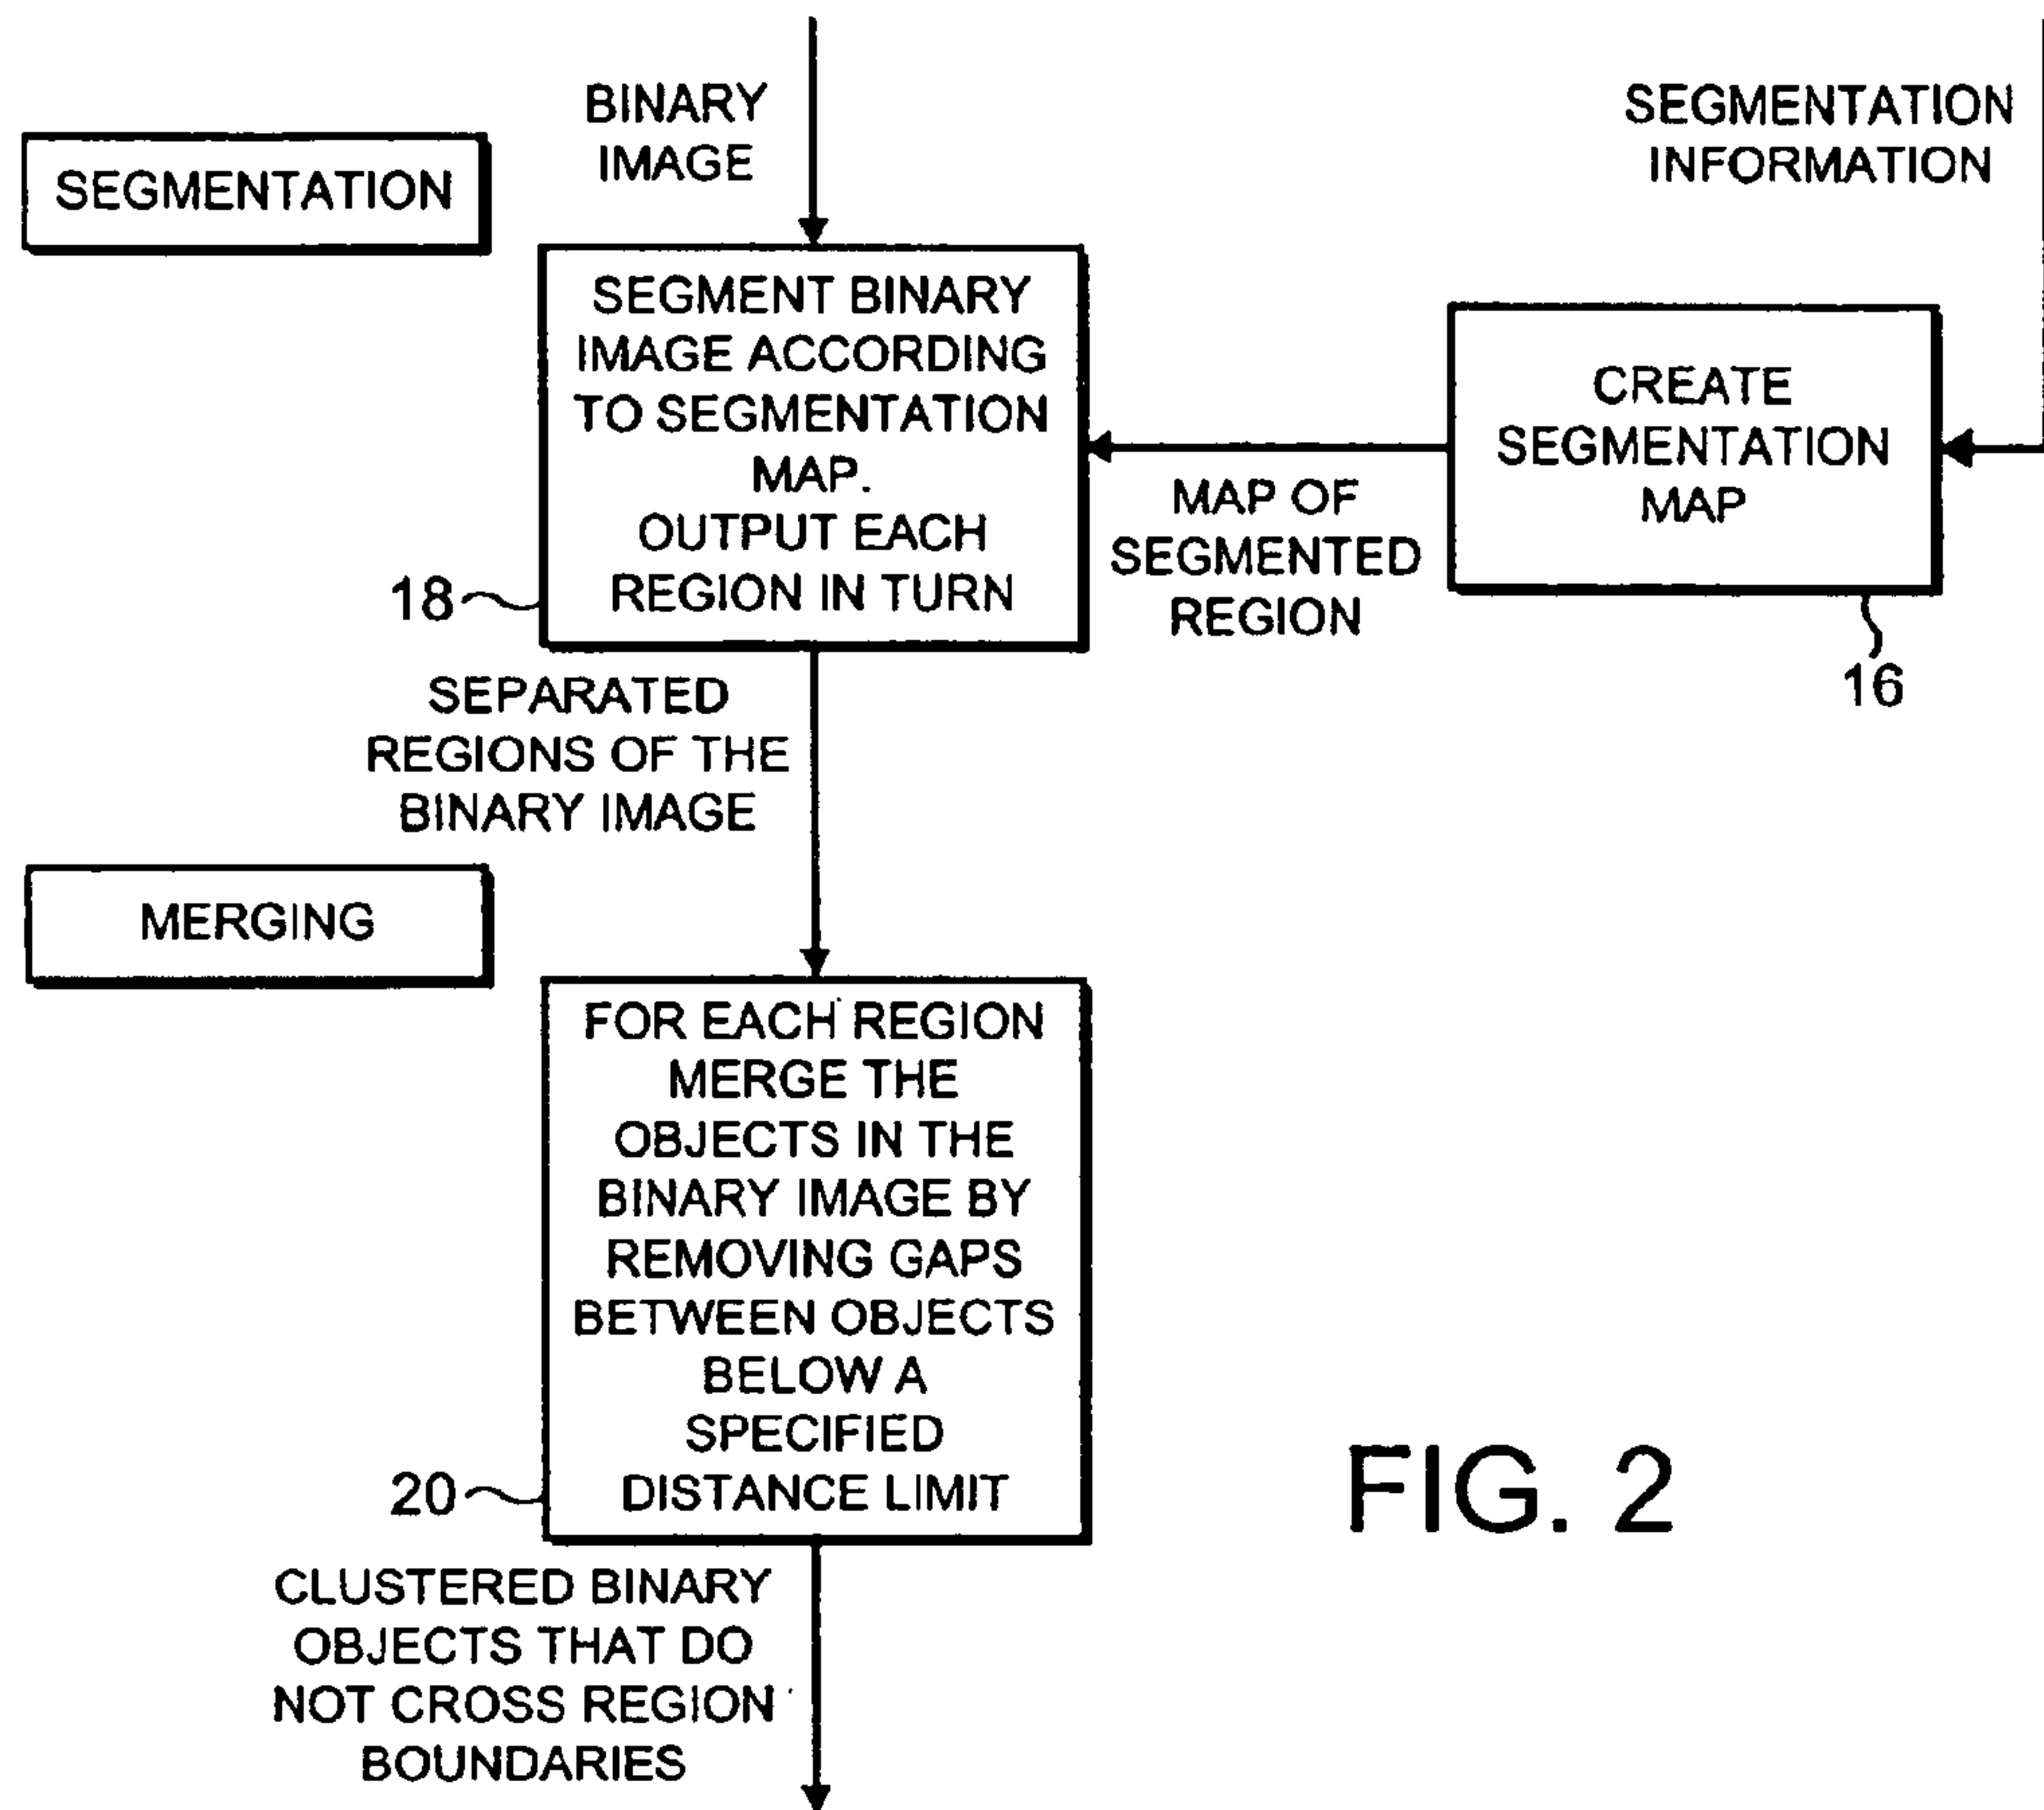 BINARY
IMAGE
SEGMENTATION
INFORMATION
SEGMENTATION
SEGMENT BINARY
IMAGE ACCORDING
TO SEGMENTATION
MAP.
OUTPUT EACH
REGION IN TURN
18
CREATE
SEGMENTATION
MAP
16
MAP OF
SEGMENTED
REGION
SEPARATED
REGIONS OF THE
BINARY IMAGE
MERGING
FOR EACH REGION
MERGE THE
OBJECTS IN THE
BINARY IMAGE BY
REMOVING GAPS
BETWEEN OBJECTS
BELOW A
SPECIFIED
DISTANCE LIMIT
20
CLUSTERED BINARY
OBJECTS THAT DO
NOT CROSS REGION
BOUNDARIES
FIG. 2